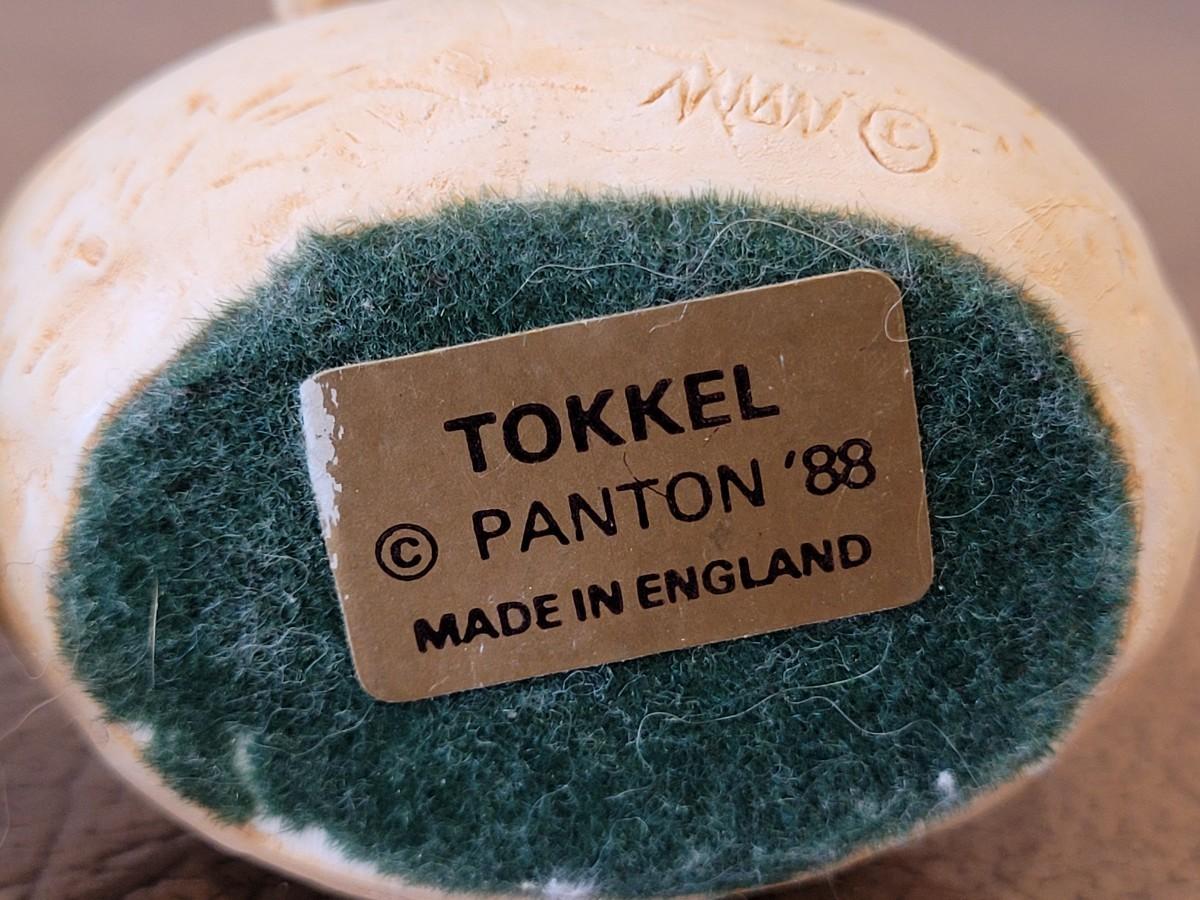 ©
TOKKEL
© PANTON '88
MADE IN ENGLAND